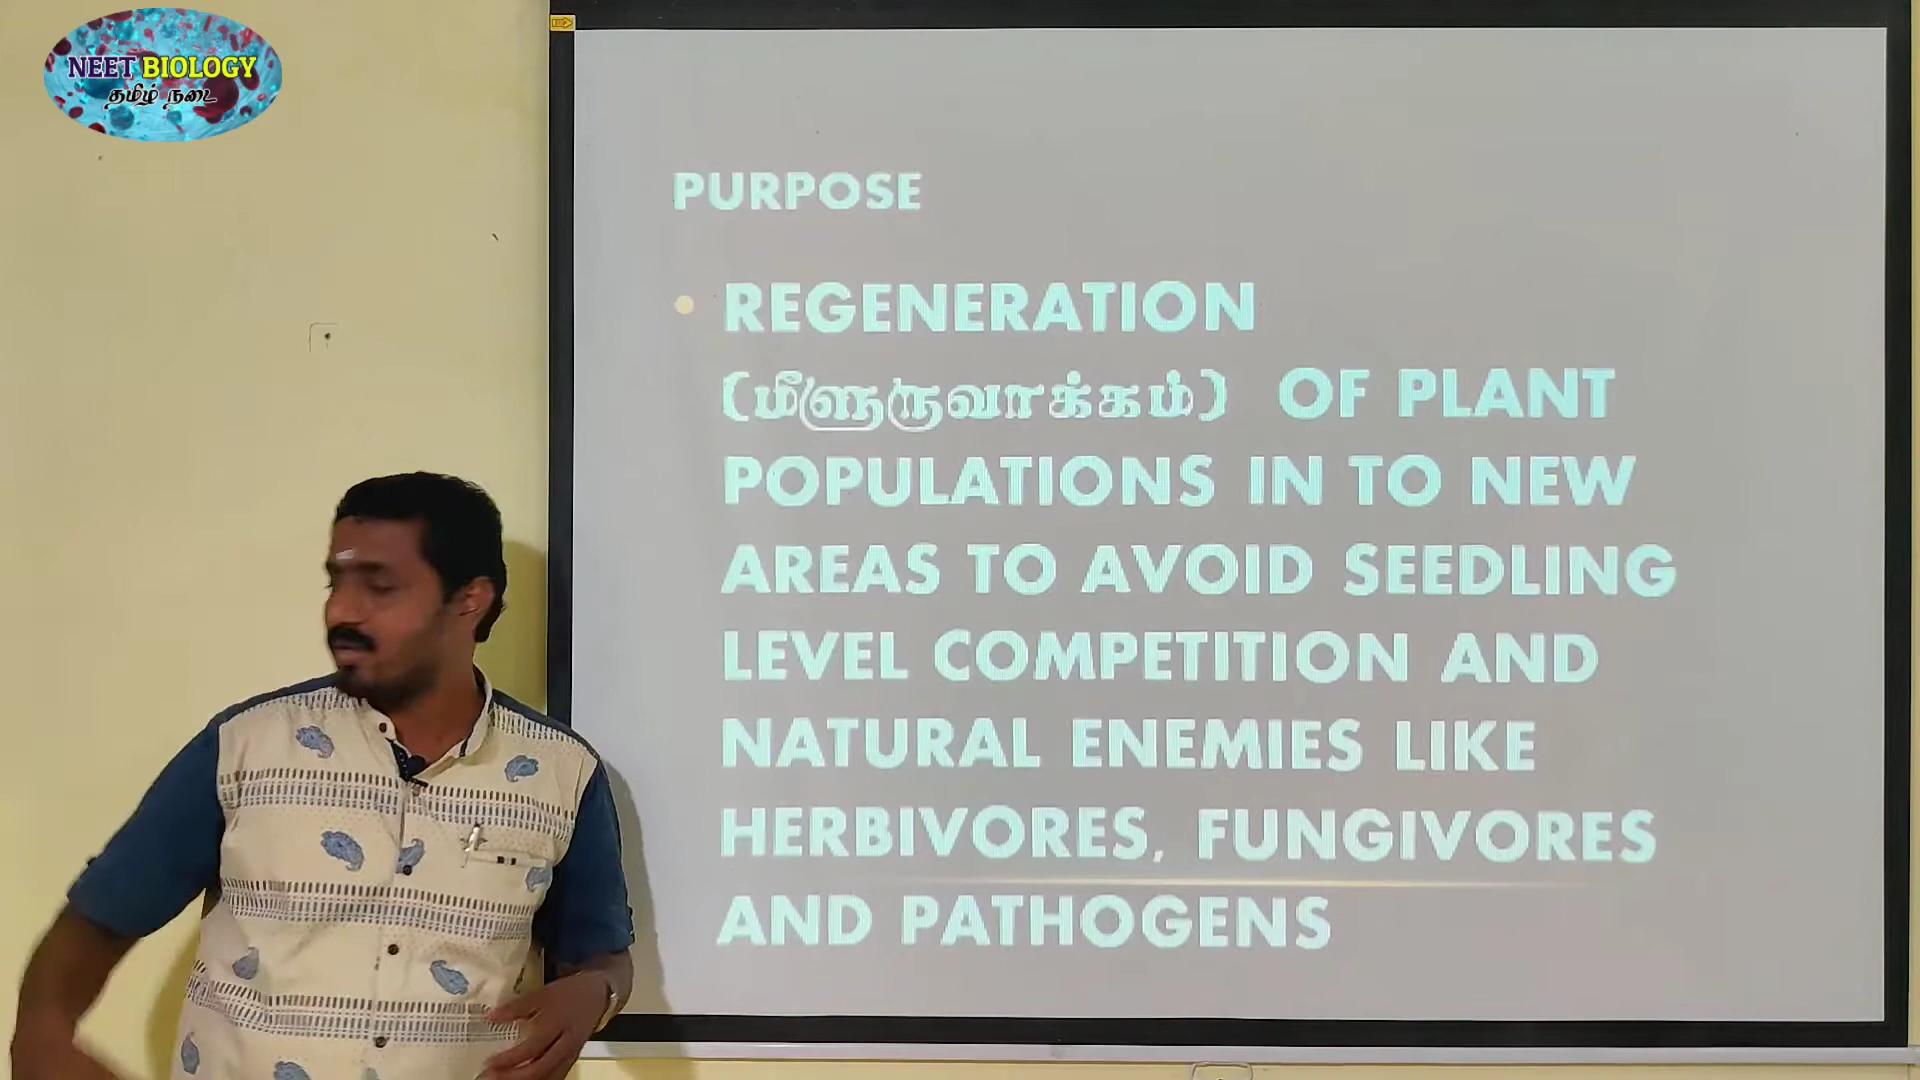 NEET BIOLOGY
தமிழ் நடை
PURPOSE
• REGENERATION
(மீளுருவாக்கம்) OF PLANT
POPULATIONS IN TO NEW
AREAS TO AVOID SEEDLING
LEVEL COMPETITION AND
NATURAL ENEMIES LIKE
HERBIVORES, FUNGIVORES
AND PATHOGENS